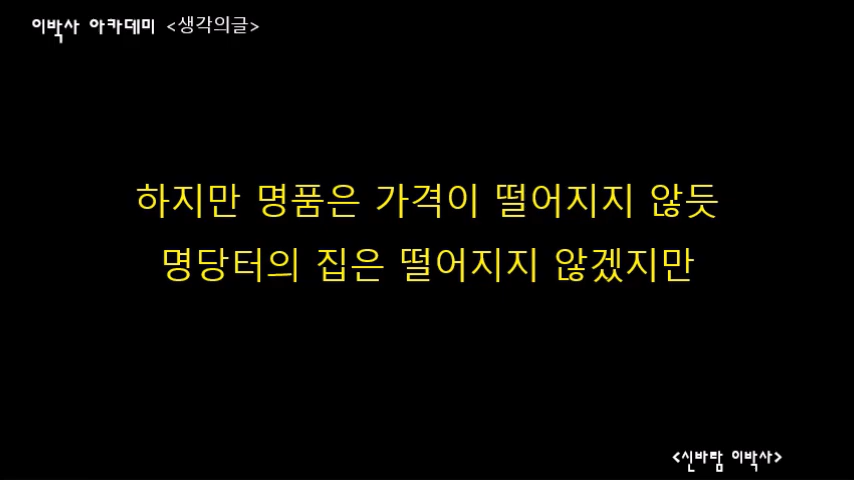 이박사 아카데미 <생각의글>
하지만 명품은 가격이 떨어지지 않듯
명당터의 집은 떨어지지 않겠지만
<신바람 이박사>